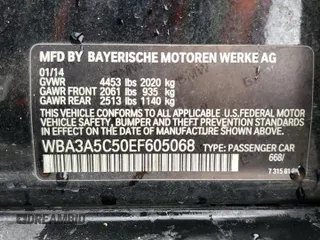 MFD BY BAYERISCHE MOTOREN WERKE AG
01/14
GVWR 4453 lbs 2020 kg
GAWR FRONT 2061 lbs 935 kg
GAWR REAR 2513 lbs 1140 kg
THIS VEHICLE CONFORMS TO ALL APPLICABLE
FEDERAL MOTOR VEHICLE SAFETY,
BUMPER, AND THEFT PREVENTION STANDARDS
IN EFFECT ON THE DATE OF
MANUFACTURE SHOWN ABOVE.
WBA3A5C50EF605068 TYPE: PASSENGER CAR
668/
7 315